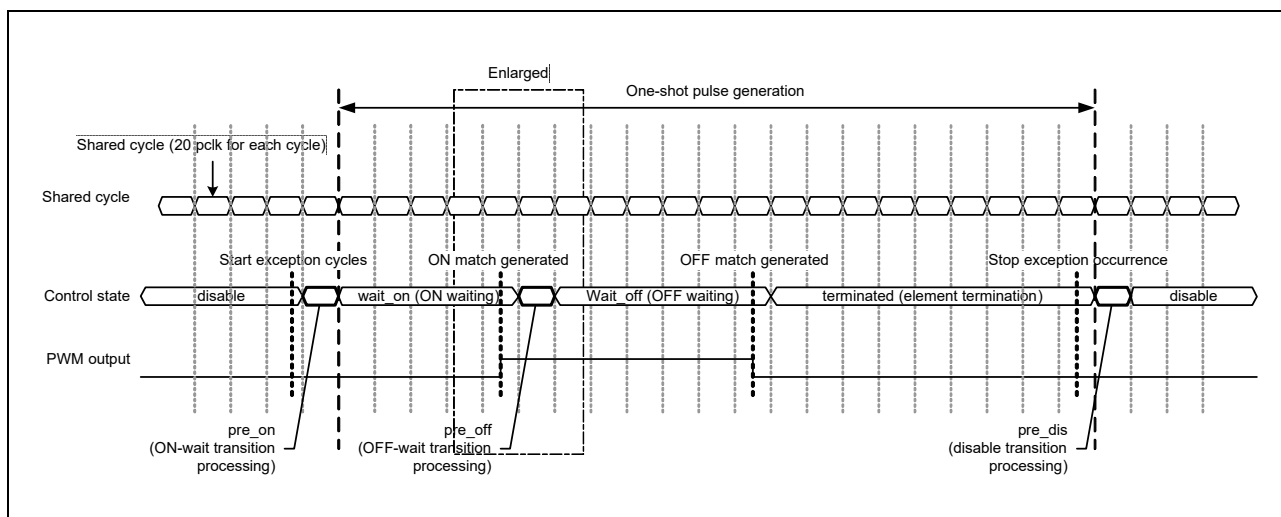 Enlarged
One-shot pulse generation
Shared cycle (20 pclk for each cycle)
Shared cycle
Start exception cycles
ON match generated
OFF match generated
Stop exception occurrence
Control state
disable
wait_on (ON waiting)
Wait_off (OFF waiting)
terminated (element termination)
disable
PWM output
pre_on
(ON-wait transition
processing)
pre_off
(OFF-wait transition
processing)
pre_dis
(disable transition
processing)